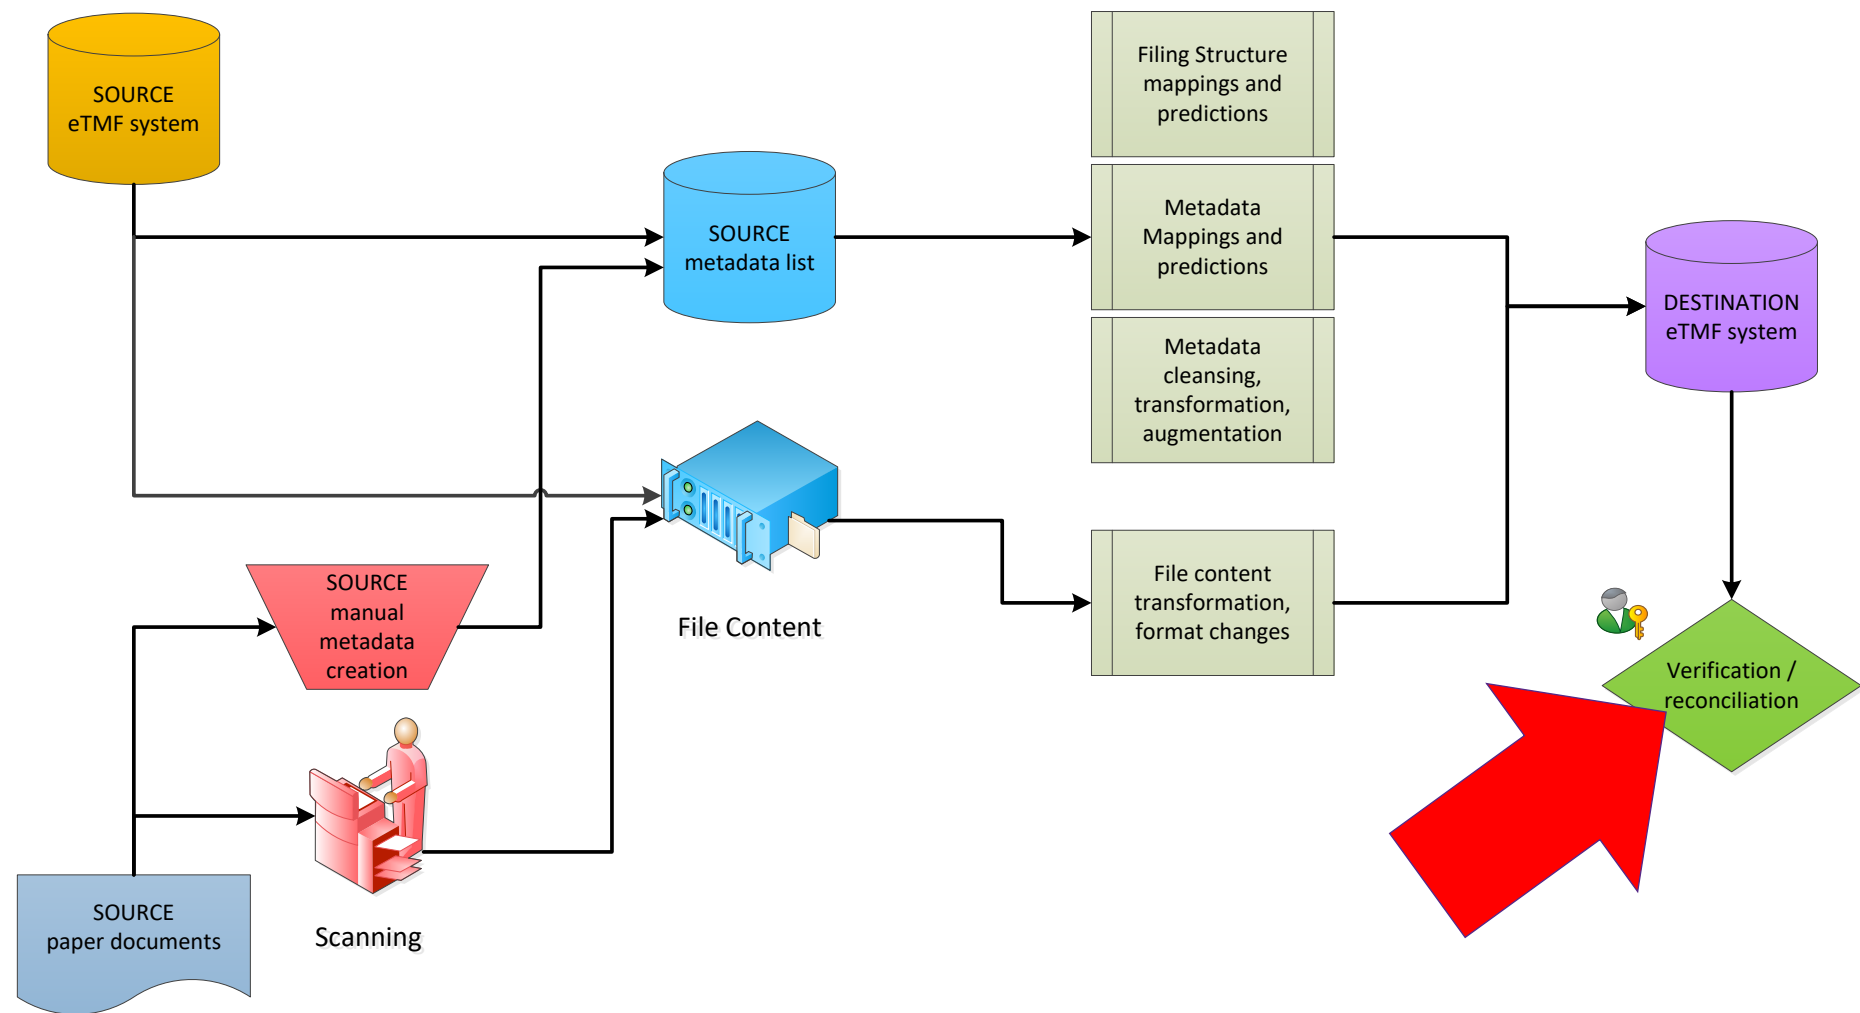 SOURCE
eTMF system
Filing Structure
mappings and
predictions
SOURCE
metadata list
Metadata
Mappings and
predictions
DESTINATION
eTMF system
Metadata
cleansing,
transformation,
augmentation
File Content
File content
transformation,
format changes
SOURCE
manual
metadata
creation
Verification /
reconciliation
SOURCE
paper documents
Scanning